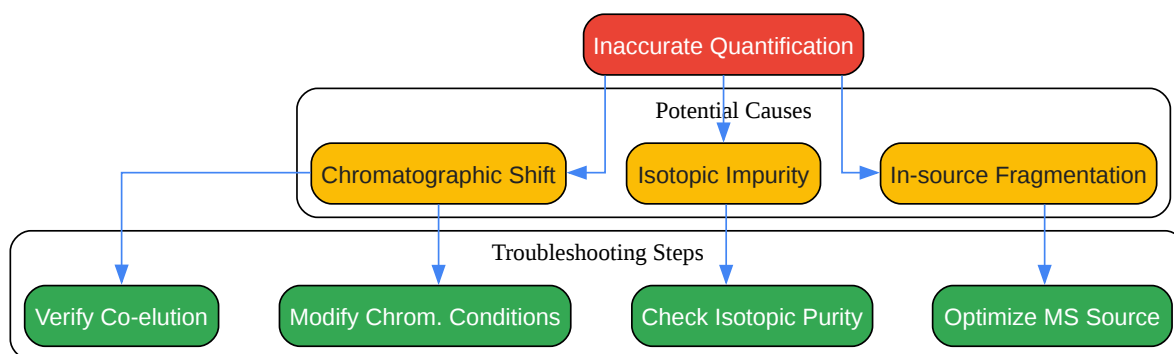 Inaccurate Quantification
Potential Causes
Chromatographic Shift
Isotopic Impurity
In-source Fragmentation
Troubleshooting Steps
Verify Co-elution
Modify Chrom. Conditions
Check Isotopic Purity
Optimize MS Source